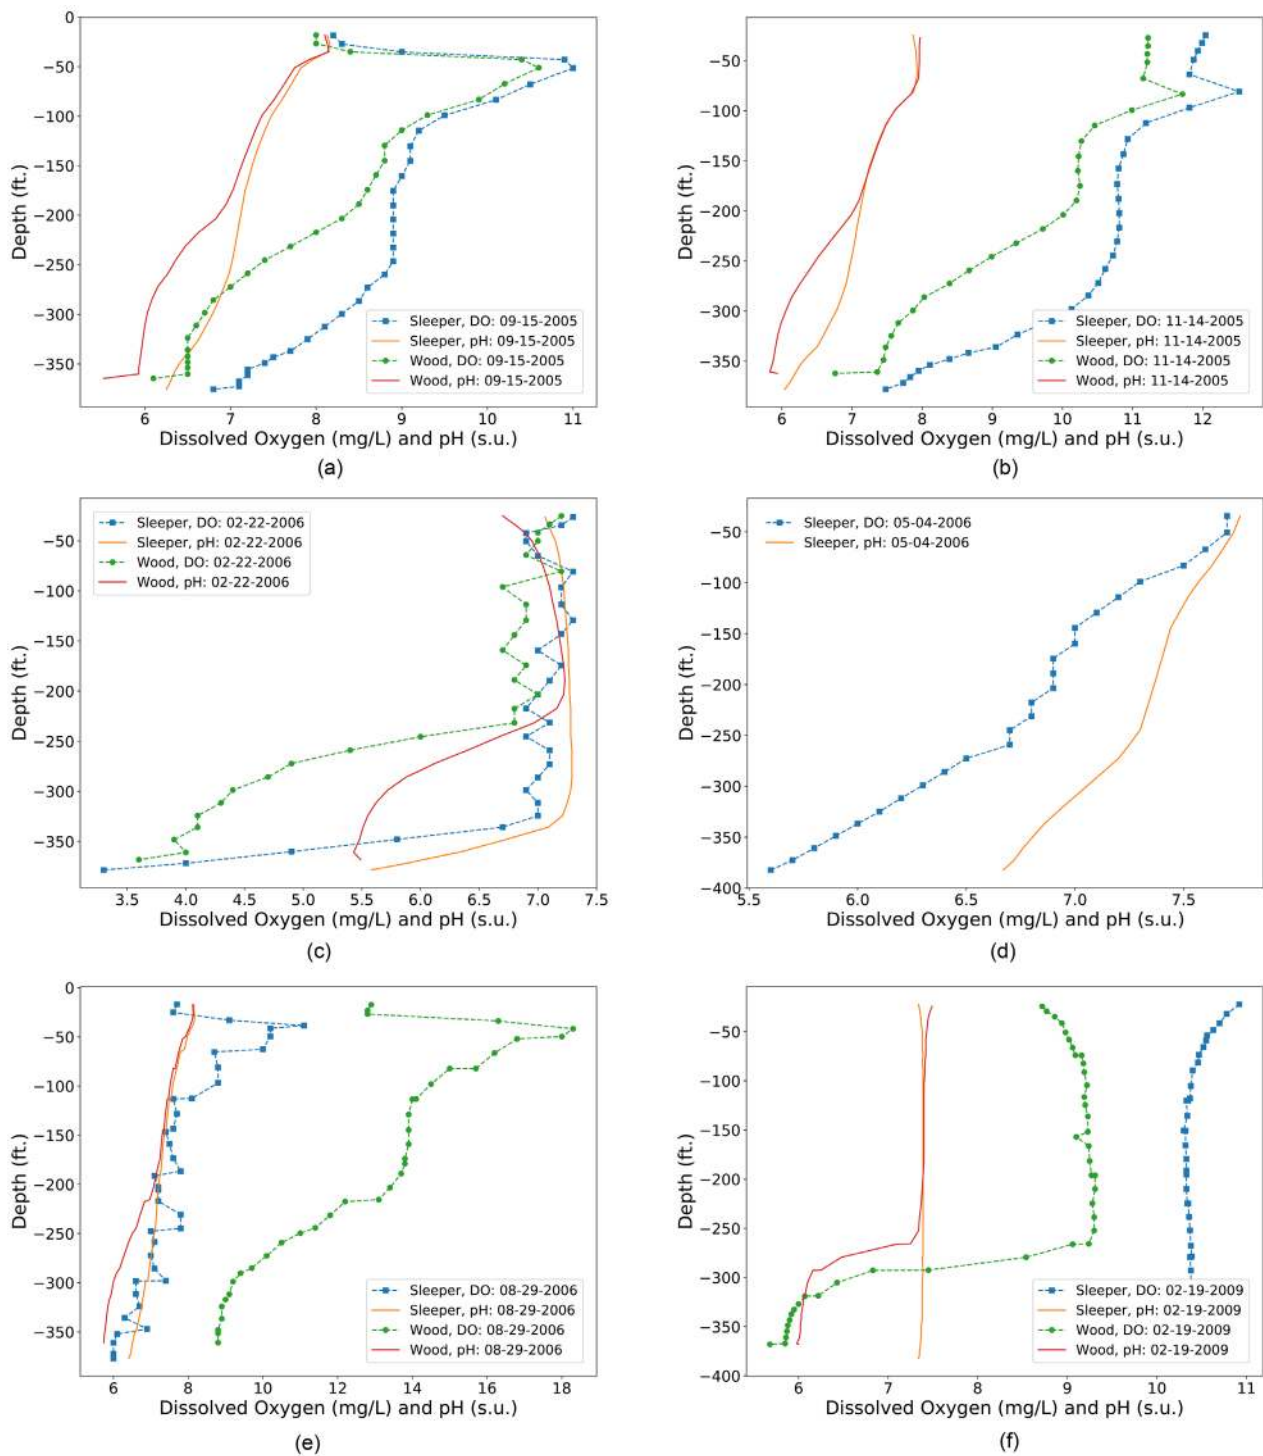 0
−50
−100
−150
−200
−250
−300
−350
Depth (ft.)
Sleeper, DO: 09-15-2005
Sleeper, pH: 09-15-2005
Wood, DO: 09-15-2005
Wood, pH: 09-15-2005
6 7 8 9 10 11
Dissolved Oxygen (mg/L) and pH (s.u.)
(a)
0
−100
−200
−300
−400
Depth (ft.)
Sleeper, DO: 11-14-2005
Sleeper, pH: 11-14-2005
Wood, DO: 11-14-2005
Wood, pH: 11-14-2005
6 7 8 9 10 11 12
Dissolved Oxygen (mg/L) and pH (s.u.)
(b)
Sleeper, DO: 02-22-2006
Sleeper, pH: 02-22-2006
Wood, DO: 02-22-2006
Wood, pH: 02-22-2006
−50
−100
−150
−200
−250
−300
−350
Depth (ft.)
3.5 4.0 4.5 5.0 5.5 6.0 6.5 7.0 7.5
Dissolved Oxygen (mg/L) and pH (s.u.)
(c)
Sleeper, DO: 05-04-2006
Sleeper, pH: 05-04-2006
−50
−100
−150
−200
−250
−300
−350
−400
Depth (ft.)
5.5 6.0 6.5 7.0 7.5
Dissolved Oxygen (mg/L) and pH (s.u.)
(d)
0
−50
−100
−150
−200
−250
−300
−350
Depth (ft.)
Sleeper, DO: 08-29-2006
Sleeper, pH: 08-29-2006
Wood, DO: 08-29-2006
Wood, pH: 08-29-2006
6 8 10 12 14 16 18
Dissolved Oxygen (mg/L) and pH (s.u.)
(e)
−50
−100
−150
−200
−250
−300
−350
−400
Depth (ft.)
Sleeper, DO: 02-19-2009
Sleeper, pH: 02-19-2009
Wood, DO: 02-19-2009
Wood, pH: 02-19-2009
6 7 8 9 10 11
Dissolved Oxygen (mg/L) and pH (s.u.)
(f)